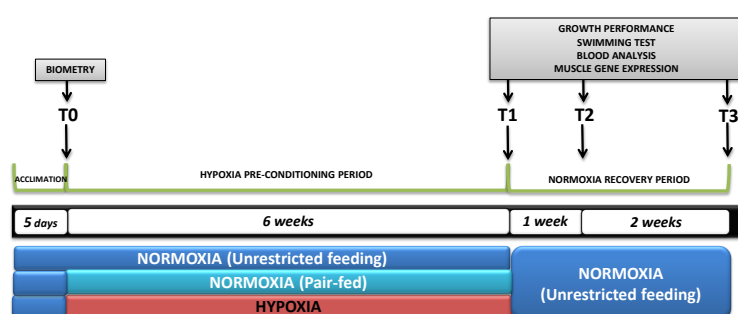 GROWTH PERFORMANCE
SWIMMING TEST
BLOOD ANALYSIS
MUSCLE GENE EXPRESSION
BIOMETRY
T0
T1
T2
T3
ACCLIMATION
HYPOXIA PRE-CONDITIONING PERIOD
NORMOXIA RECOVERY PERIOD
5 days
6 weeks
1 week
2 weeks
NORMOXIA (Unrestricted feeding)
NORMOXIA (Pair-fed)
HYPOXIA
NORMOXIA
(Unrestricted feeding)